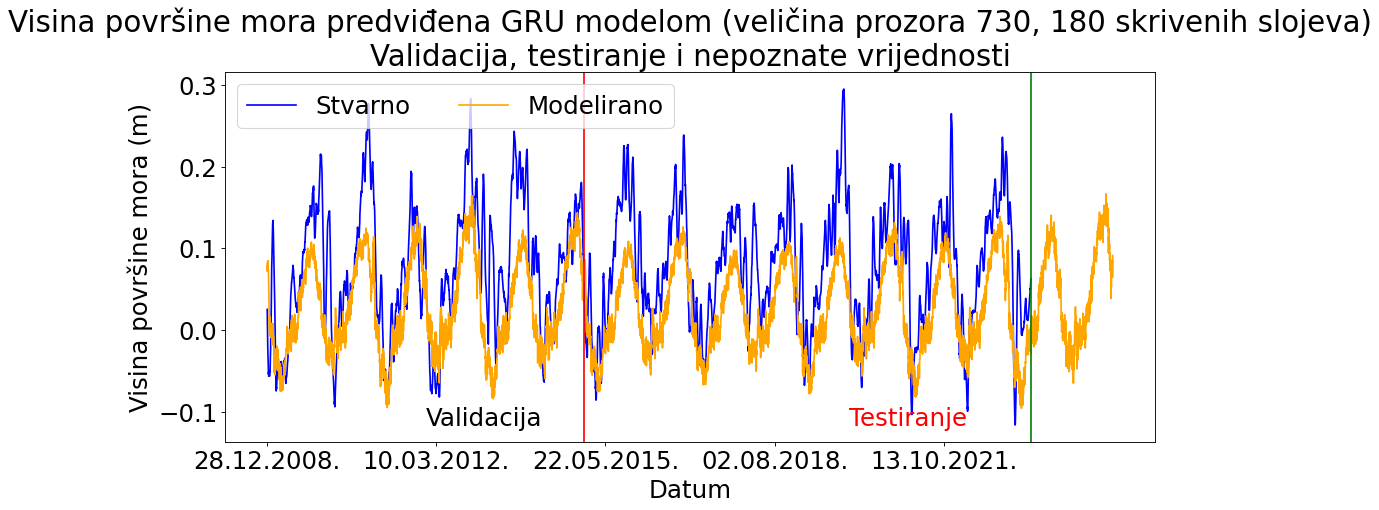 Visina površine mora predviđena GRU modelom (veličina prozora 730, 180 skrivenih slojeva)
Validacija, testiranje i nepoznate vrijednosti
Stvarno
Modelirano
Visina površine mora (m)
0.3
0.2
0.1
0.0
−0.1
Validacija
Testiranje
28.12.2008.
10.03.2012.
22.05.2015.
02.08.2018.
13.10.2021.
Datum